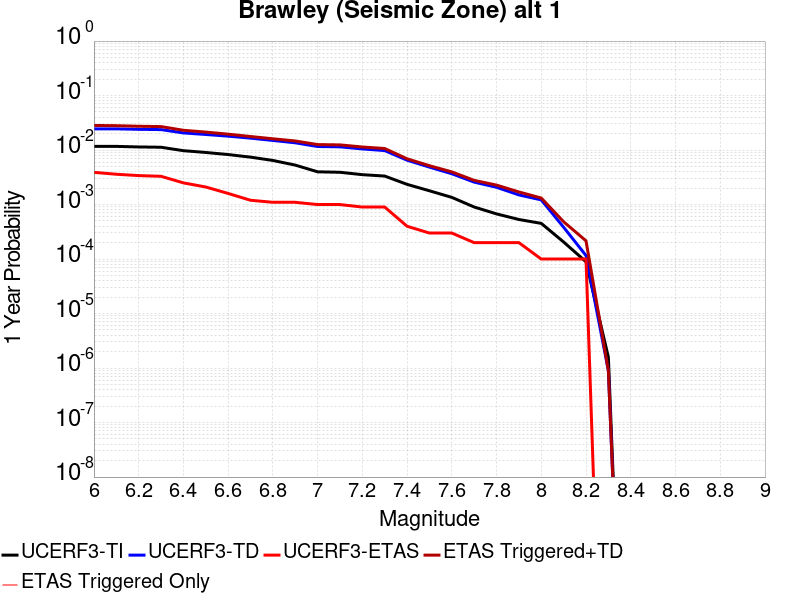 Brawley (Seismic Zone) alt 1
10^0
10^-1
10^-2
10^-3
10^-4
10^-5
10^-6
10^-7
10^-8
1 Year Probability
6 6.2 6.4 6.6 6.8 7 7.2 7.4 7.6 7.8 8 8.2 8.4 8.6 8.8 9
Magnitude
UCERF3-TI UCERF3-TD UCERF3-ETAS ETAS Triggered+TD
ETAS Triggered Only